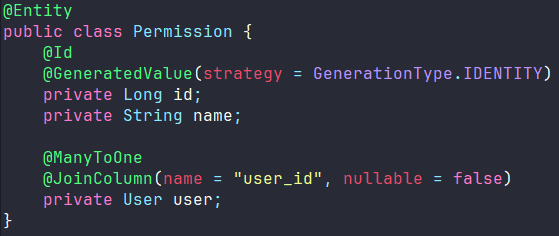 @Entity
public class Permission {
    @Id
    @GeneratedValue(strategy = GenerationType.IDENTITY)
    private Long id;
    private String name;

    @ManyToOne
    @JoinColumn(name = "user_id", nullable = false)
    private User user;
}